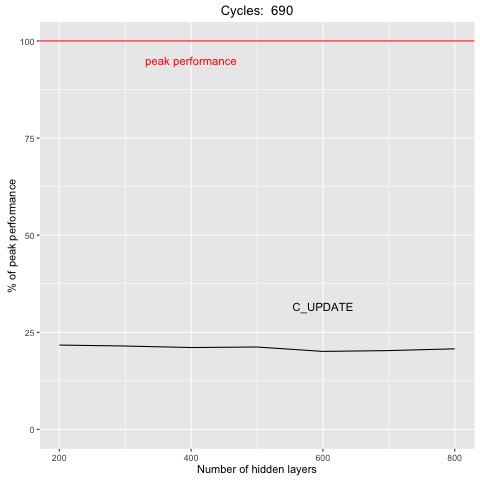 Cycles:  690
100
peak performance
75
% of peak performance
50
C_UPDATE
25
0
200 400 600 800
Number of hidden layers